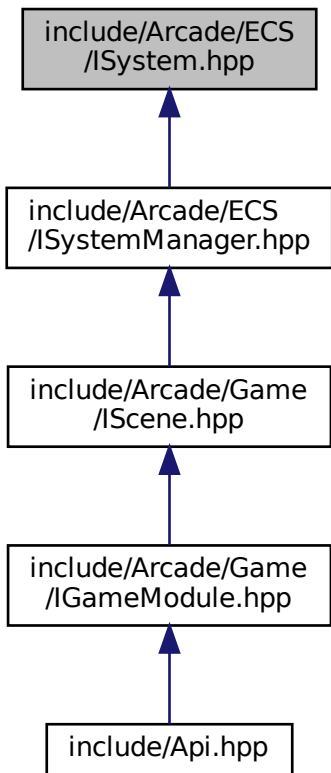 include/Arcade/ECS
/ISystem.hpp
include/Arcade/ECS
/ISystemManager.hpp
include/Arcade/Game
/IScene.hpp
include/Arcade/Game
/IGameModule.hpp
include/Api.hpp